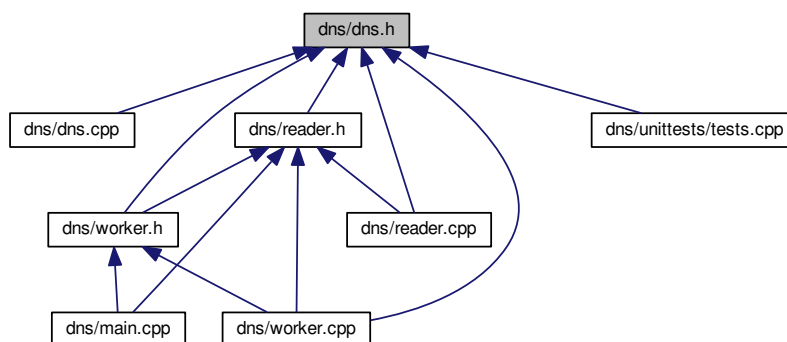 dns/dns.h
dns/dns.cpp
dns/reader.h
dns/unittests/tests.cpp
dns/worker.h
dns/reader.cpp
dns/main.cpp
dns/worker.cpp